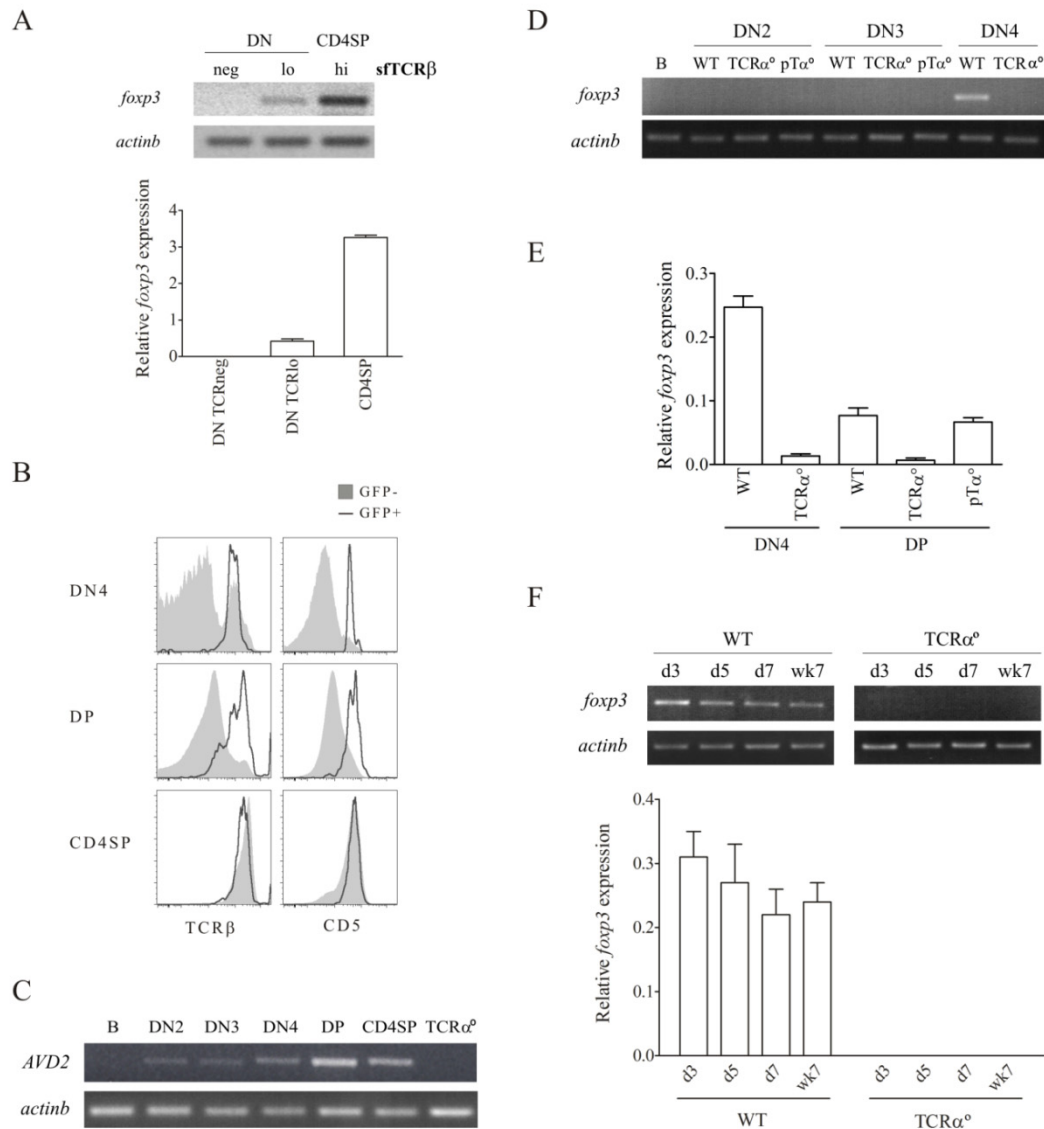 A
DN CD4SP
neg lo hi sfTCRβ
foxp3
actinb
Relative foxp3 expression
4
3
2
1
0
DN TCRneg
DN TCRlo
CD4SP
B
GFP-
GFP+
DN4
DP
CD4SP
TCRβ CD5
C
B DN2 DN3 DN4 DP CD4SP TCRα°
AVD2
actinb
D
DN2 DN3 DN4
B WT TCRα° pTα° WT TCRα° pTα° WT TCRα°
foxp3
actinb
E
Relative foxp3 expression
0.3
0.2
0.1
0.0
WT TCRα° WT TCRα° pTα°
DN4 DP
F
WT TCRα°
d3 d5 d7 wk7 d3 d5 d7 wk7
foxp3
actinb
Relative foxp3 expression
0.4
0.3
0.2
0.1
0.0
d3 d5 d7 wk7 d3 d5 d7 wk7
WT TCRα°